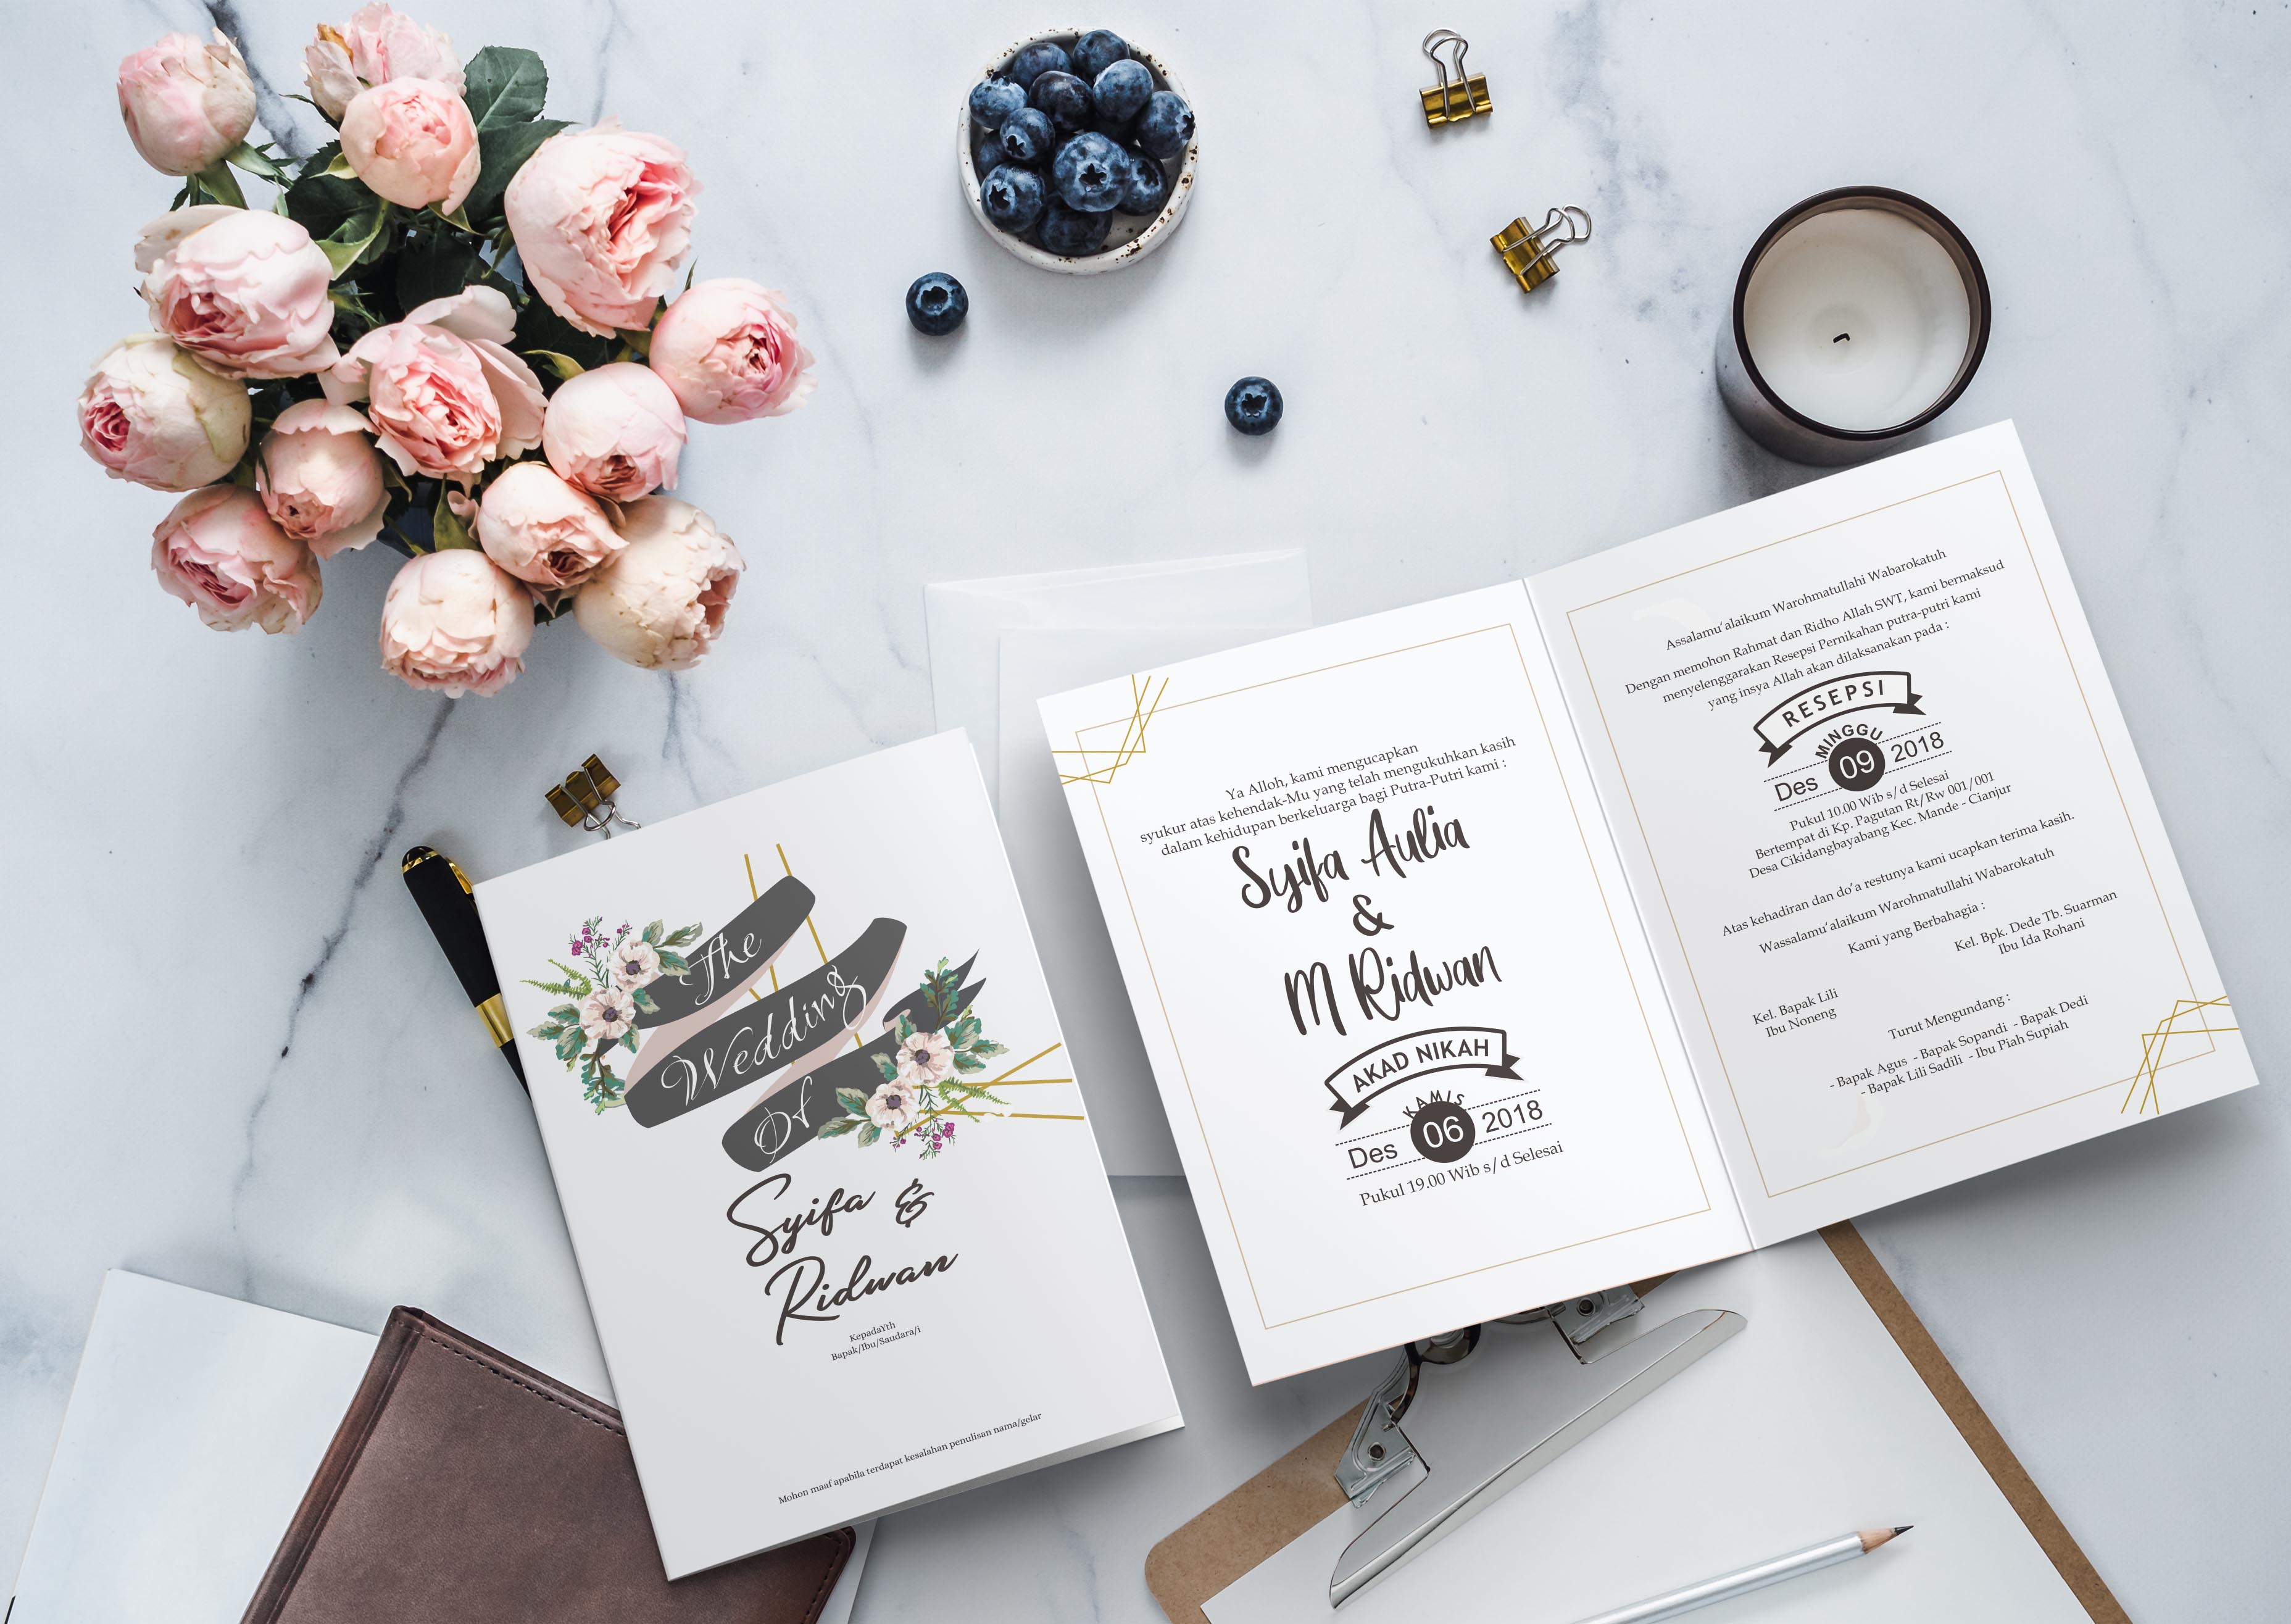 The
Wedding
Of
Syifa &
Ridwan
KepadaYth
Bapak/Ibu/Saudara/i
Mohon maaf apabila terdapat kesalahan penulisan nama/gelar
Ya Alloh, kami mengucapkan
syukur atas kehendak-Mu yang telah mengukuhkan kasih
dalam kehidupan berkeluarga bagi Putra-Putri kami :
Syifa Aulia
&
M Ridwan
AKAD NIKAH
KAMIS
Des 06 2018
Pukul 19.00 Wib s/d Selesai
Assalamu'alaikum Warohmatullahi Wabarokatuh
Dengan memohon Rahmat dan Ridho Allah SWT, kami bermaksud
menyelenggarakan Resepsi Pernikahan putra-putri kami
yang insya Allah akan dilaksanakan pada :
RESEPSI
MINGGU
Des 09 2018
Pukul 10.00 Wib s/d Selesai
Bertempat di Kp. Pagutan Rt/Rw 001/001
Desa Cikidangbayabang Kec. Mande - Cianjur
Atas kehadiran dan do'a restunya kami ucapkan terima kasih.
Wassalamu'alaikum Warohmatullahi Wabarokatuh
Kami yang Berbahagia :
Kel. Bpk. Dede Tb. Suarman
Ibu Ida Rohani
Kel. Bapak Lili
Ibu Noneng
Turut Mengundang :
- Bapak Agus - Bapak Sopandi - Bapak Dedi
- Bapak Lili Sadili - Ibu Piah Supiah